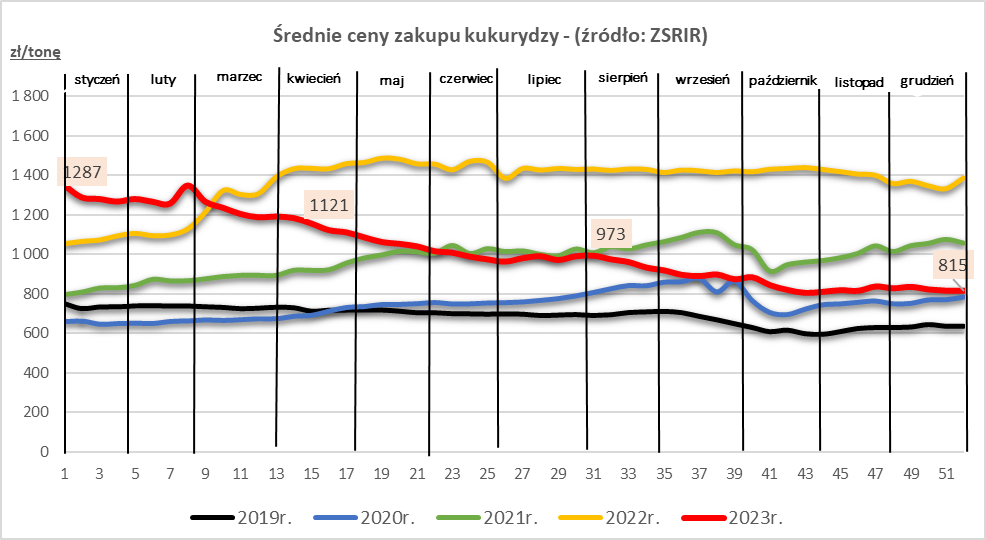 Średnie ceny zakupu kukurydzy - (źródło: ZSRIR)
zł/tonę
styczeń luty marzec kwiecień maj czerwiec lipiec sierpień wrzesień październik listopad grudzień
1 800
1 600
1 400
1 200
1 000
800
600
400
200
0
1287
1121
973
815
1 3 5 7 9 11 13 15 17 19 21 23 25 27 29 31 33 35 37 39 41 43 45 47 49 51
2019r. 2020r. 2021r. 2022r. 2023r.